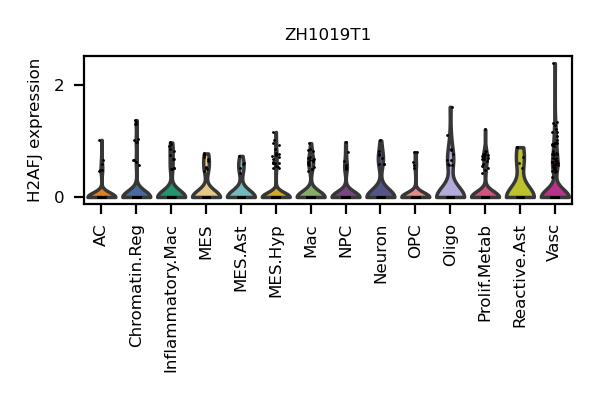 ZH1019T1
H2AFJ expression
2
0
AC
Chromatin.Reg
Inflammatory.Mac
MES
MES.Ast
MES.Hyp
Mac
NPC
Neuron
OPC
Oligo
Prolif.Metab
Reactive.Ast
Vasc